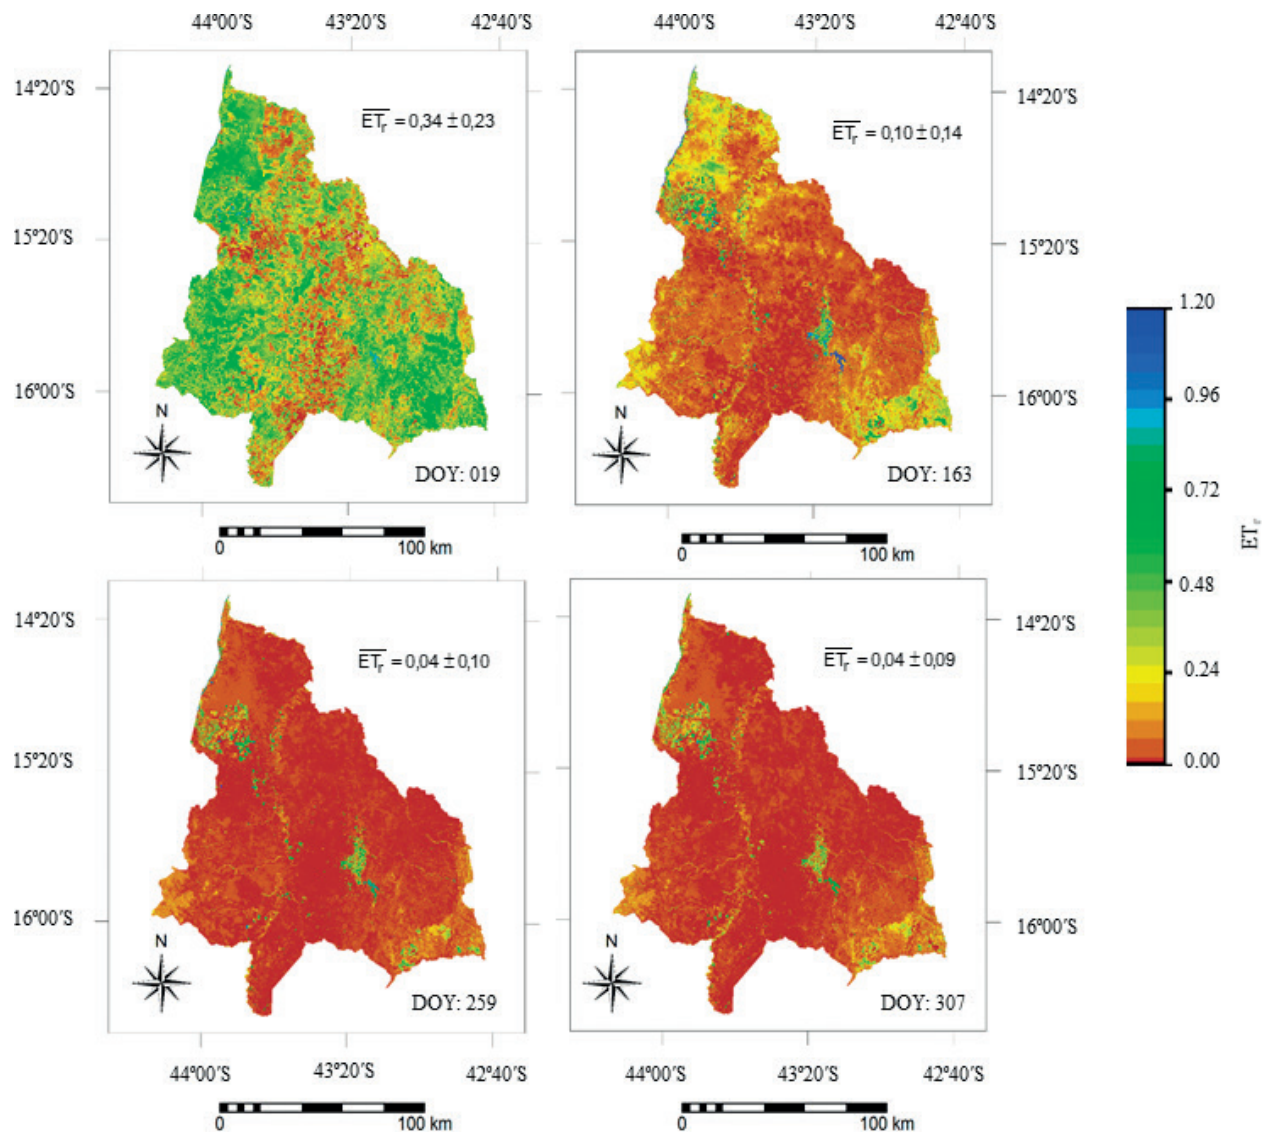 44°00′S 43°20′S 42°40′S
44°00′S 43°20′S 42°40′S
14°20′S
15°20′S
16°00′S
ETr = 0,34 ± 0,23
N
DOY: 019
0 100 km
ETr = 0,10 ± 0,14
N
DOY: 163
0 100 km
14°20′S
15°20′S
16°00′S
1.20
0.96
0.72
0.48
0.24
0.00
ETr
14°20′S
15°20′S
16°00′S
ETr = 0,04 ± 0,10
N
DOY: 259
44°00′S 43°20′S 42°40′S
0 100 km
ETr = 0,04 ± 0,09
N
DOY: 307
14°20′S
15°20′S
16°00′S
44°00′S 43°20′S 42°40′S
0 100 km